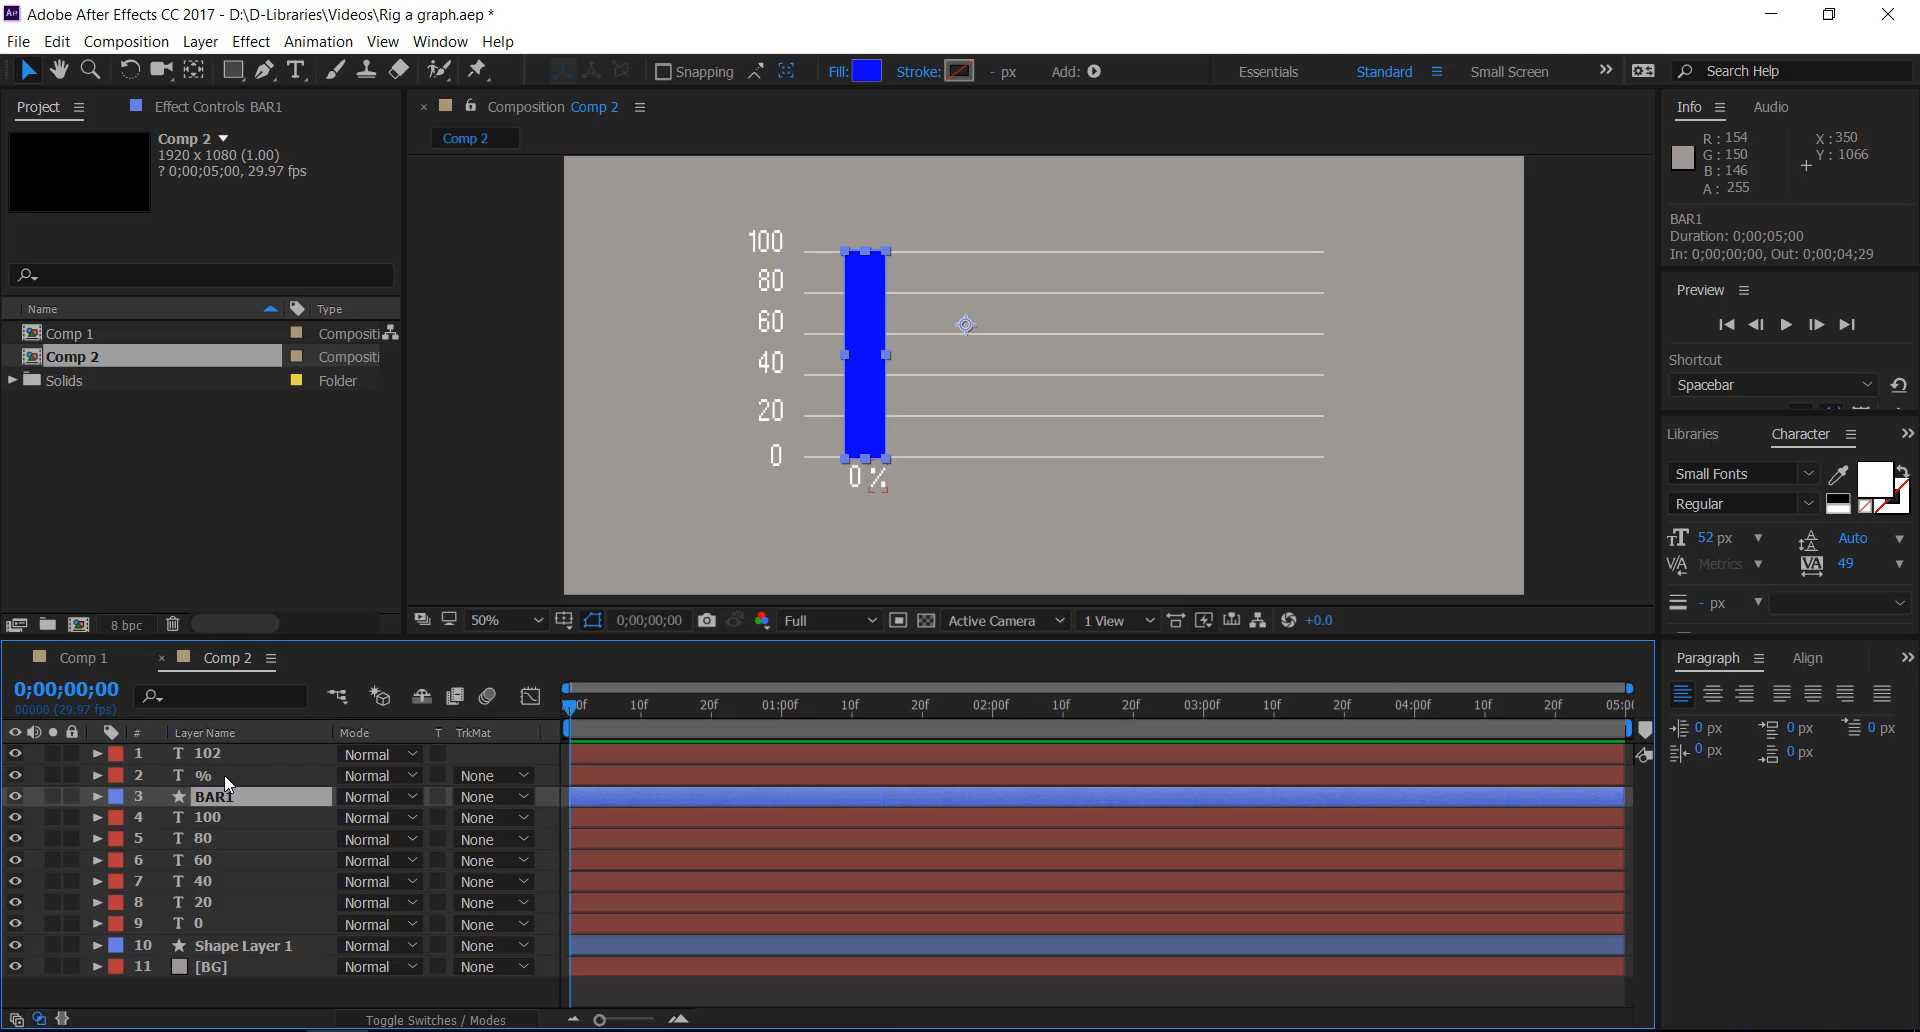 Adobe After Effects CC 2017 - D:\D-Libraries\Videos\Rig a graph.aep *
File Edit Composition Layer Effect Animation View Window Help
Snapping Fill: Stroke: - px Add: Essentials Standard Small Screen Search Help
Project Effect Controls BAR1
Comp 2
1920 x 1080 (1.00)
? 0;00;05;00, 29.97 fps
Name Type
Comp 1 Compositi
Comp 2 Compositi
Solids Folder
8 bpc
Composition Comp 2
Comp 2
100
80
60
40
20
0
0 %
50% 0;00;00;00 Full Active Camera 1 View +0.0
Info Audio
R: 154 X: 350
G: 150 Y: 1066
B: 146
A: 255
BAR1
Duration: 0;00;05;00
In: 0;00;00;00, Out: 0;00;04;29
Preview
Shortcut
Spacebar
Libraries Character
Small Fonts
Regular
52 px Auto
Metrics 49
- px
Paragraph Align
0 px 0 px 0 px
0 px 0 px
Comp 1 Comp 2
0;00;00;00
00000 (29.97 fps)
0f 10f 20f 01:00f 10f 20f 02:00f 10f 20f 03:00f 10f 20f 04:00f 10f 20f 05:00
# Layer Name Mode T TrkMat
1 T 102 Normal
2 T % Normal None
3 BAR1 Normal None
4 T 100 Normal None
5 T 80 Normal None
6 T 60 Normal None
7 T 40 Normal None
8 T 20 Normal None
9 T 0 Normal None
10 Shape Layer 1 Normal None
11 [BG] Normal None
Toggle Switches / Modes